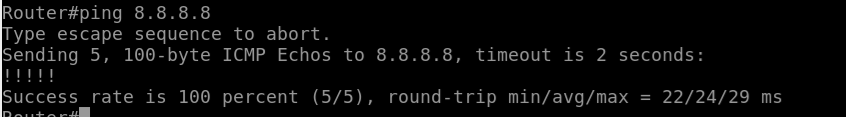 Router#ping 8.8.8.8
Type escape sequence to abort.
Sending 5, 100-byte ICMP Echos to 8.8.8.8, timeout is 2 seconds:
!!!!!
Success rate is 100 percent (5/5), round-trip min/avg/max = 22/24/29 ms
Router#